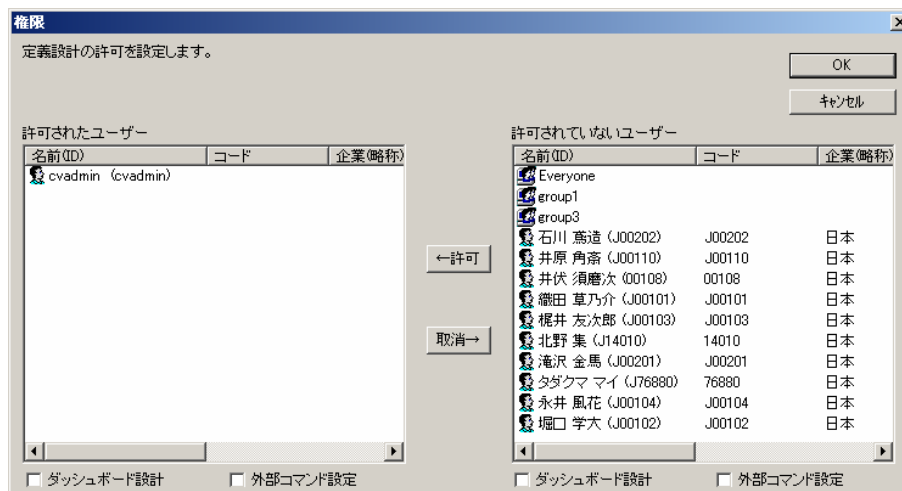 権限
定義設計の許可を設定します。
OK
キャンセル
許可されたユーザー
名前(ID) コード 企業(略称)
cvadmin (cvadmin)
←許可
取消→
許可されていないユーザー
名前(ID) コード 企業(略称)
Everyone
group1
group3
石川 蔦造 (J00202) J00202 日本
井原 角斎 (J00110) J00110 日本
井伏 須磨次 (00108) 00108 日本
織田 草乃介 (J00101) J00101 日本
梶井 友次郎 (J00103) J00103 日本
北野 集 (J14010) 14010 日本
滝沢 金馬 (J00201) J00201 日本
タダクマ マイ (J76880) 76880 日本
永井 風花 (J00104) J00104 日本
堀口 学大 (J00102) J00102 日本
ダッシュボード設計 外部コマンド設定
ダッシュボード設計 外部コマンド設定